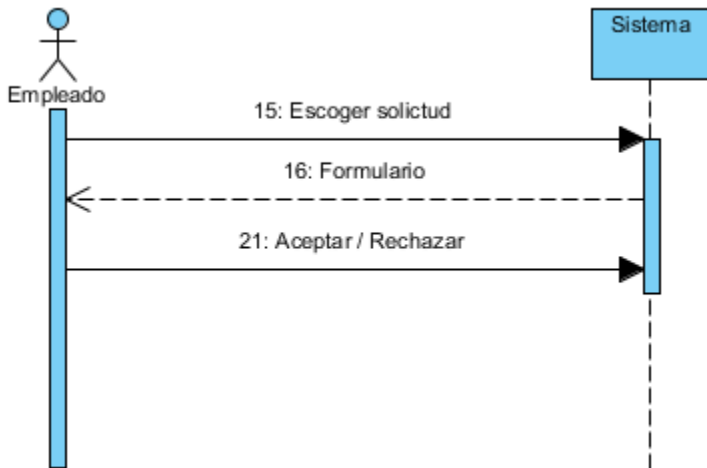 Sistema
Empleado
15: Escoger solictud
16: Formulario
21: Aceptar / Rechazar